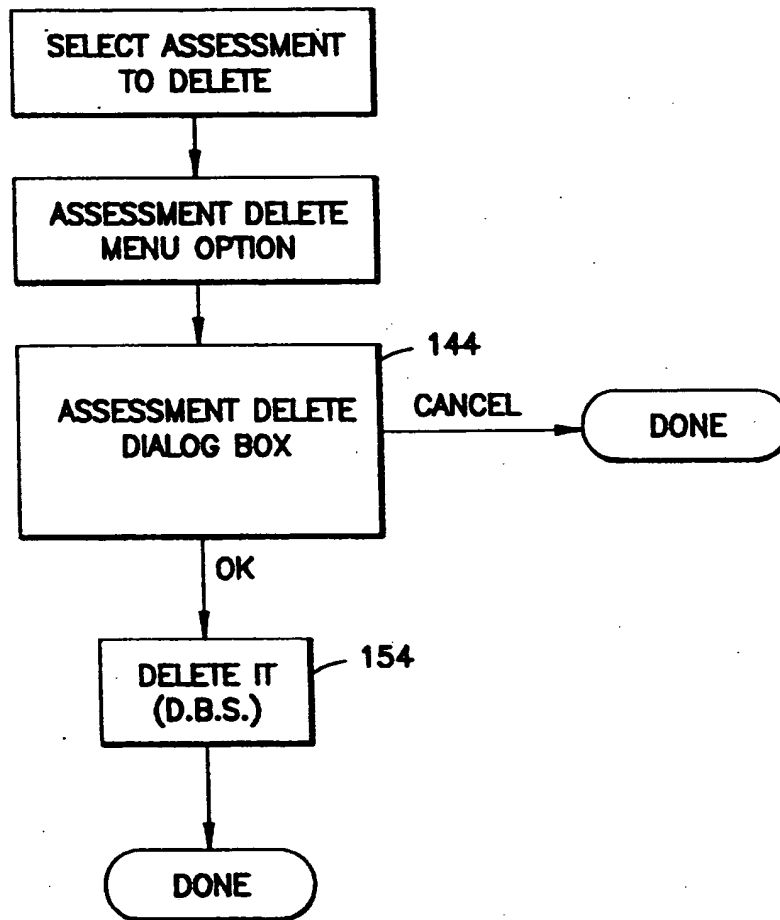 SELECT ASSESSMENT
TO DELETE
ASSESSMENT DELETE
MENU OPTION
144
ASSESSMENT DELETE
DIALOG BOX
CANCEL
DONE
OK
DELETE IT
(D.B.S.)
154
DONE